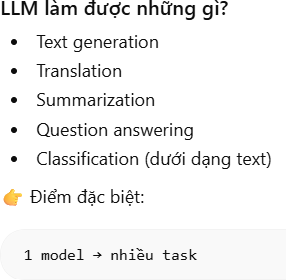 LLM làm được những gì?
• Text generation
• Translation
• Summarization
• Question answering
• Classification (dưới dạng text)
👉 Điểm đặc biệt:
1 model → nhiều task